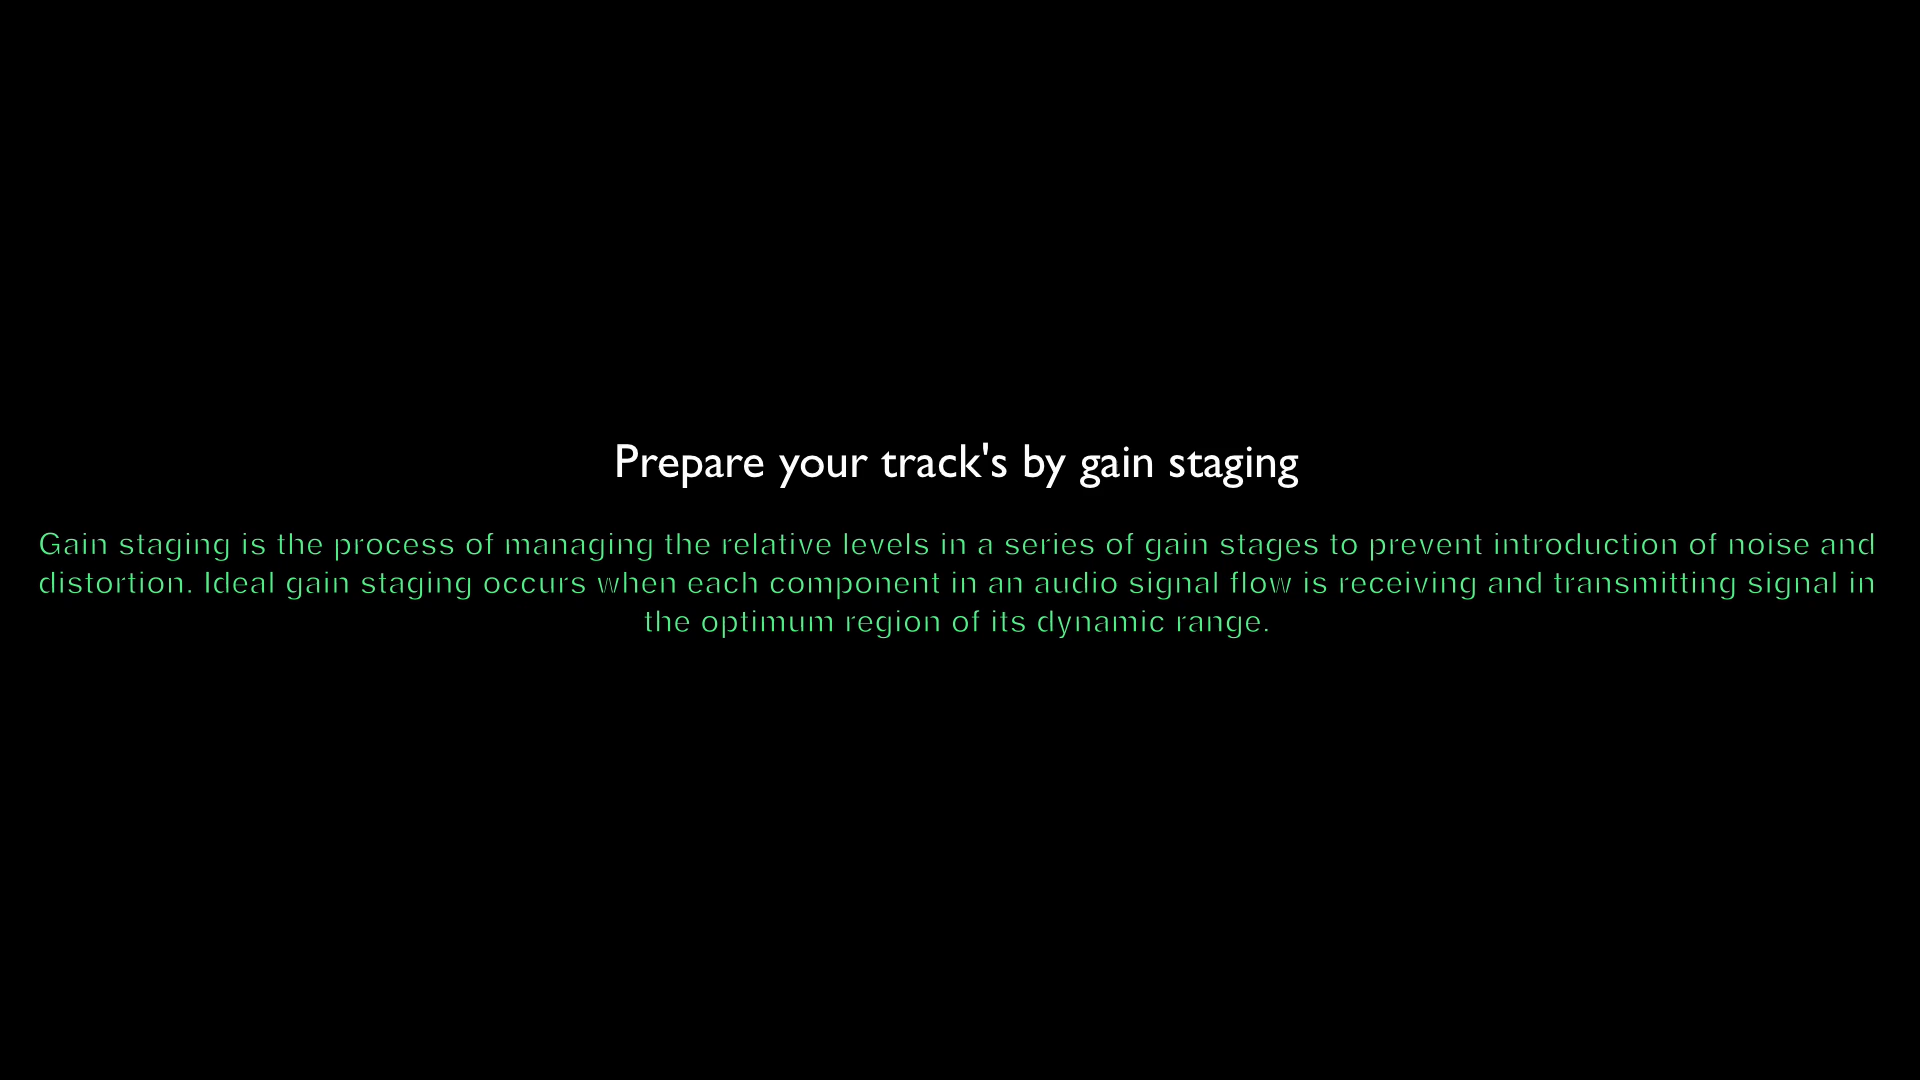 Prepare your track's by gain staging
Gain staging is the process of managing the relative levels in a series of gain stages to prevent introduction of noise and
distortion. Ideal gain staging occurs when each component in an audio signal flow is receiving and transmitting signal in
the optimum region of its dynamic range.